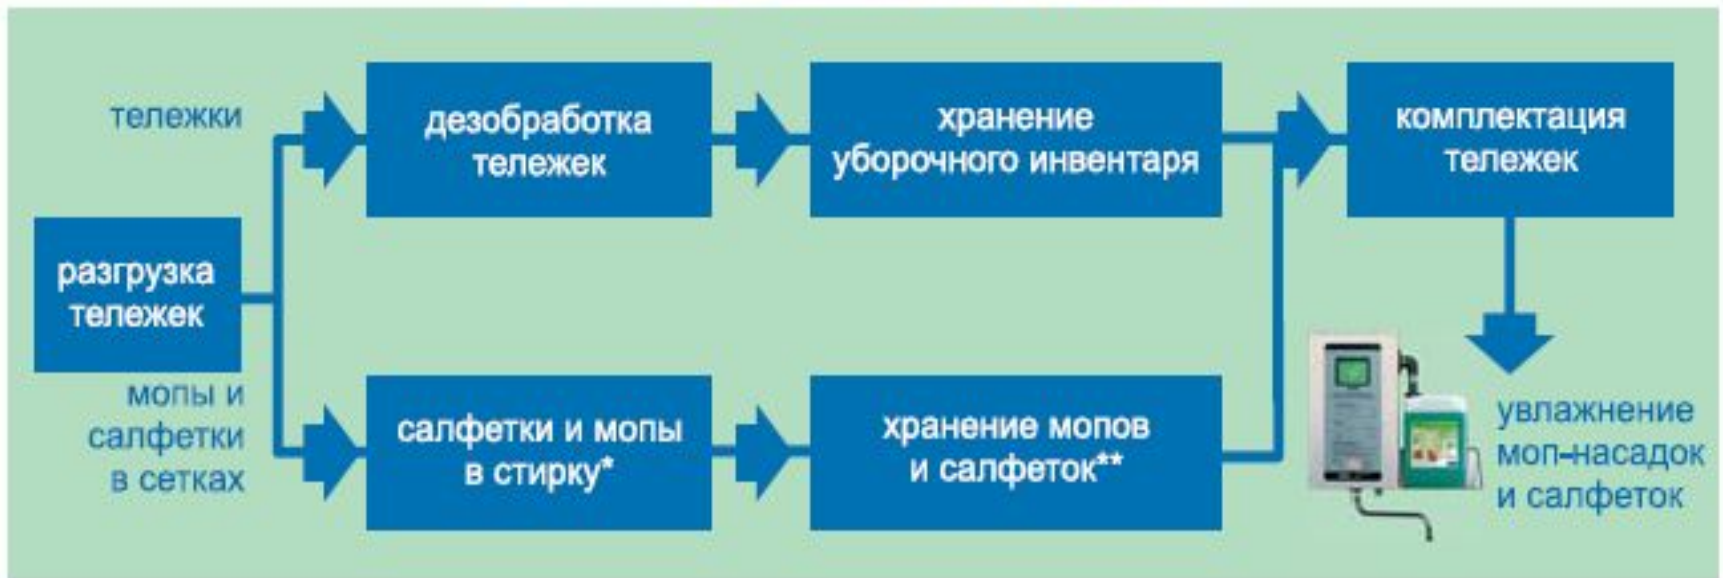 тележки
дезобработка
тележек
хранение
уборочного инвентаря
комплектация
тележек
разгрузка
тележек
мопы и
салфетки
в сетках
салфетки и мопы
в стирку*
хранение мопов
и салфеток**
увлажнение
моп-насадок
и салфеток